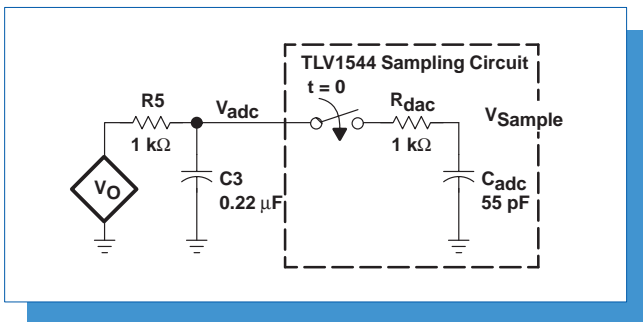 TLV1544 Sampling Circuit
t = 0
R5
Vadc
Rdac
VSample
1 kΩ
1 kΩ
VO
C3
0.22 μF
Cadc
55 pF